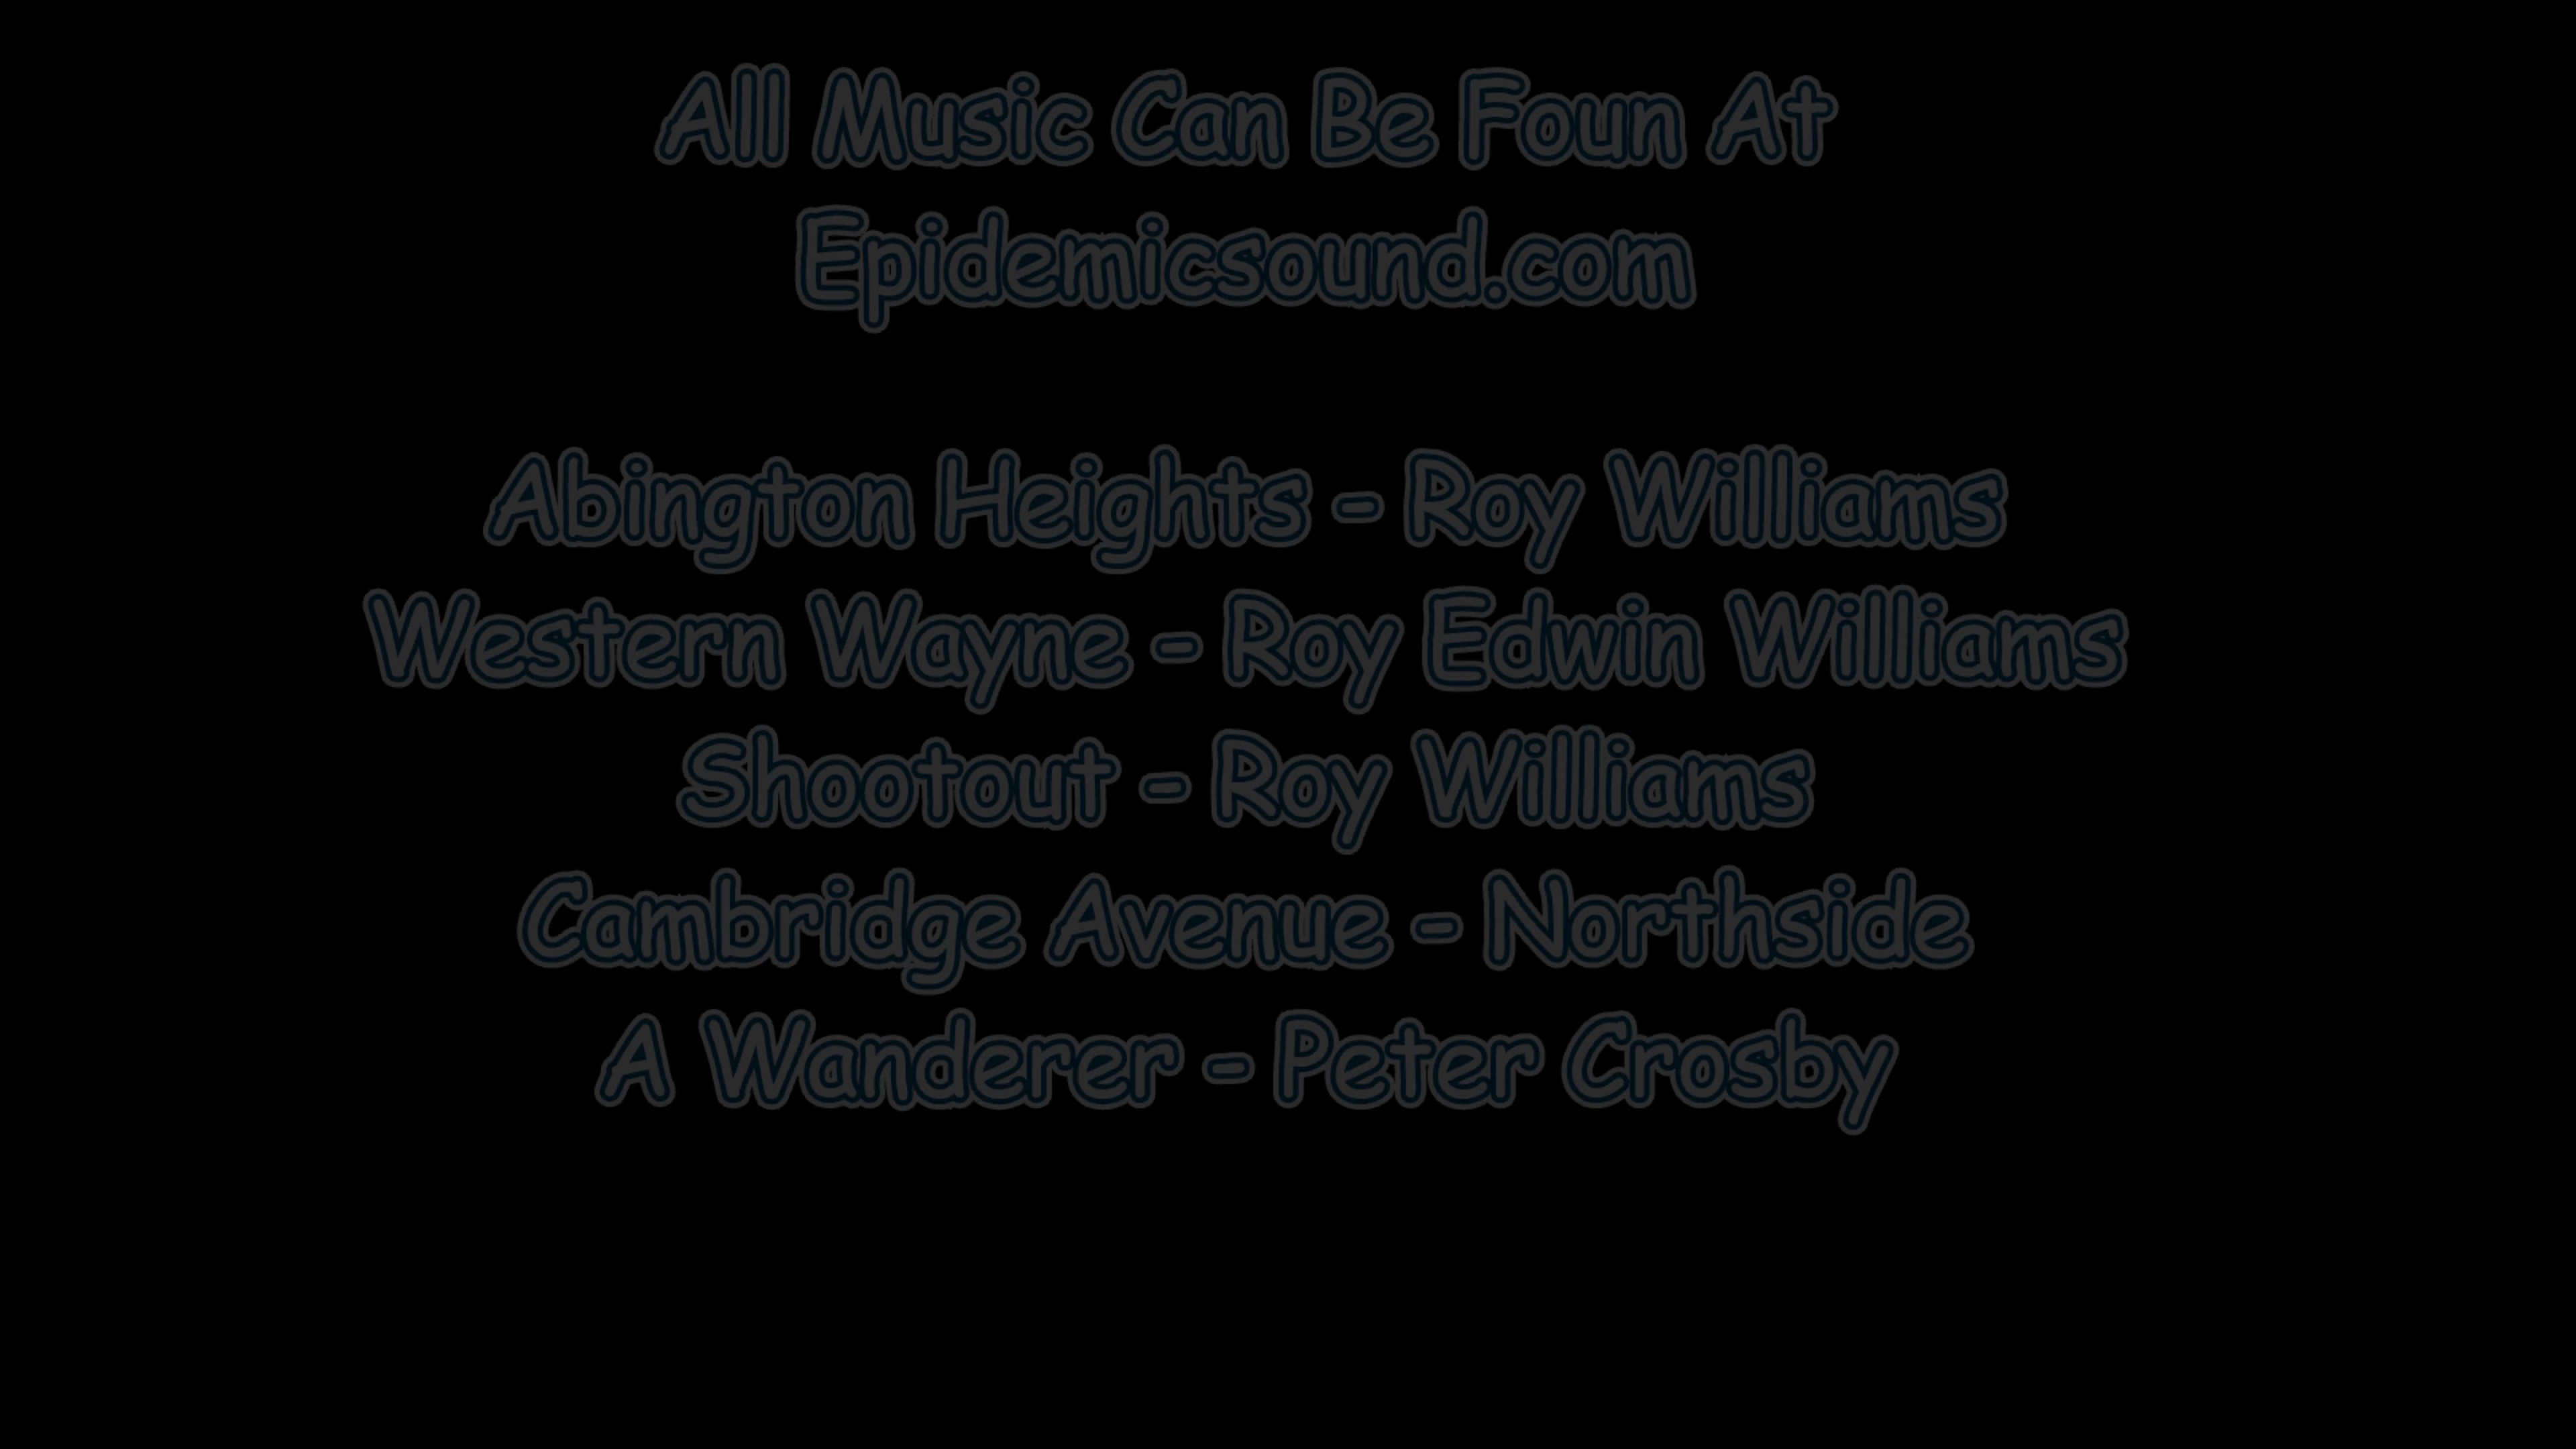 All Music Can Be Foun At
Epidemicsound.com
Abington Heights - Roy Williams
Western Wayne - Roy Edwin Williams
Shootout - Roy Williams
Cambridge Avenue - Northside
A Wanderer - Peter Crosby